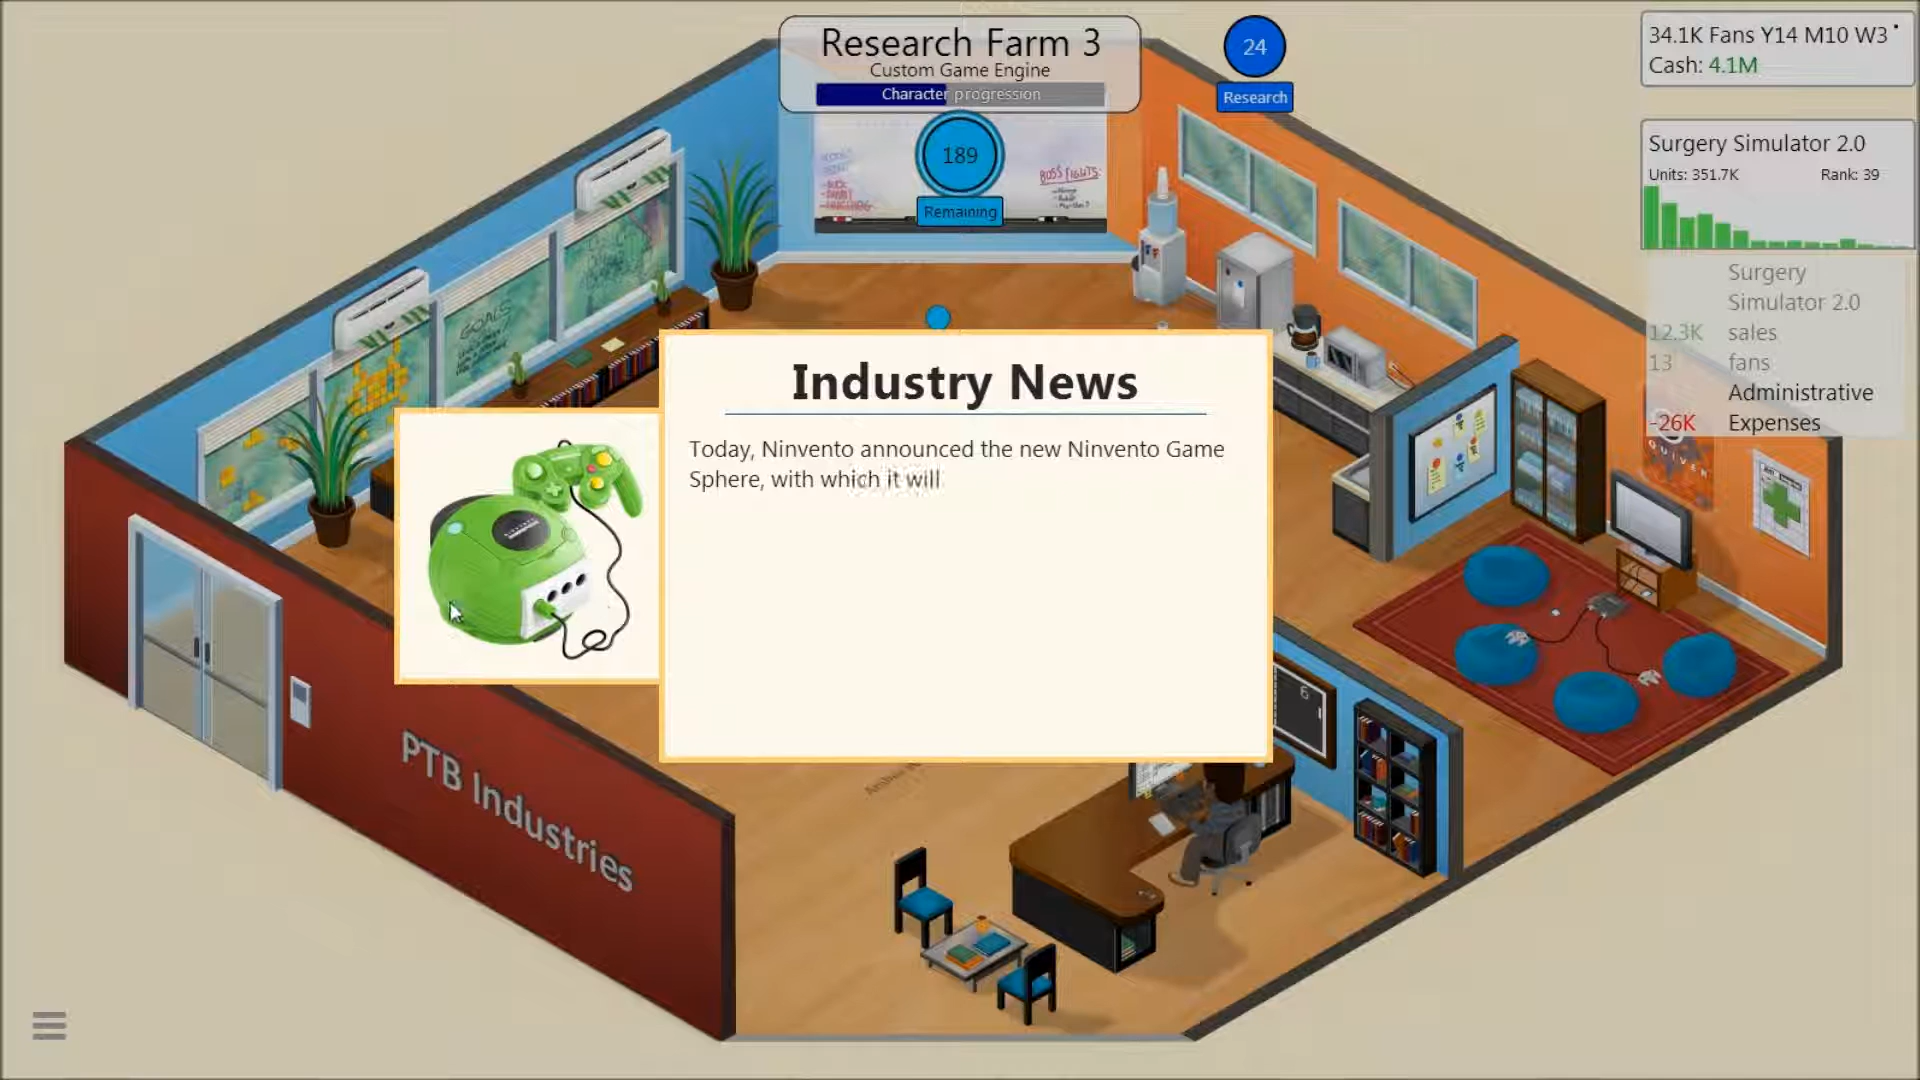 Research Farm 3
Custom Game Engine
Character progression
24
Research
34.1K Fans Y14 M10 W3
Cash: 4.1M
189
Remaining
BOSS FIGHTS:
Surgery Simulator 2.0
Units: 351.7K Rank: 39
Surgery
Simulator 2.0
12.3K sales
13 fans
Administrative
-26K Expenses
GOALS
Industry News
Today, Ninvento announced the new Ninvento Game
Sphere, with which it will
6
PTB Industries